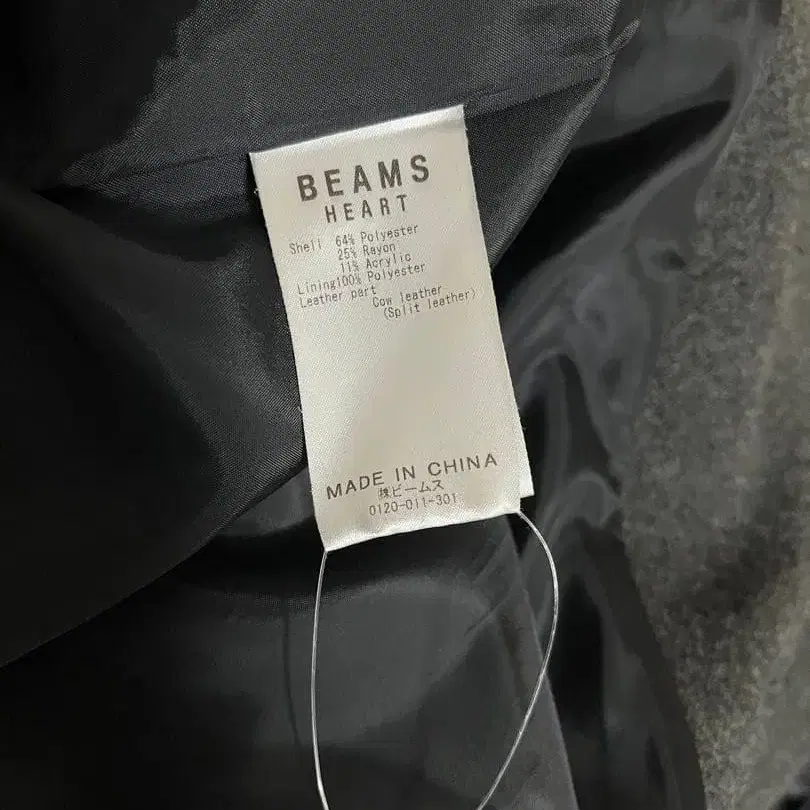 BEAMS
HEART
Shell 64% Polyester
25% Rayon
11% Acrylic
Lining100% Polyester
Leather part
Cow leather
(Split leather)
MADE IN CHINA
㈱ビームス
0120-011-301